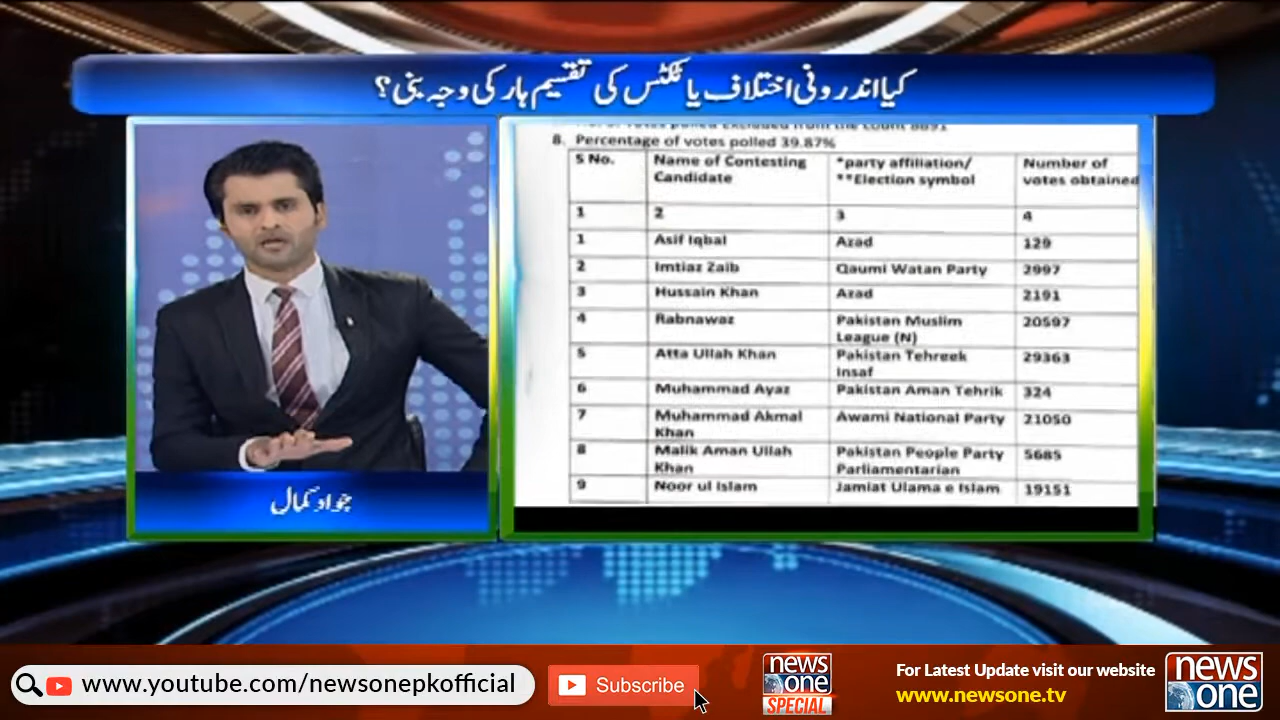 کیا اندرونی اختلاف یا ٹکٹس کی تقسیم ہار کی وجہ بنی؟
8. Percentage of votes polled 39.87%
S No. Name of Contesting Candidate *party affiliation/ **Election symbol Number of votes obtained
1 2 3 4
1 Asif Iqbal Azad 129
2 Imtiaz Zaib Qaumi Watan Party 2997
3 Hussain Khan Azad 2191
4 Rabnawaz Pakistan Muslim League (N) 20597
5 Atta Ullah Khan Pakistan Tehreek Insaf 29363
6 Muhammad Ayaz Pakistan Aman Tehrik 324
7 Muhammad Akmal Khan Awami National Party 21050
8 Malik Aman Ullah Khan Pakistan People Party Parliamentarian 5685
9 Noor ul Islam Jamiat Ulama e Islam 19151
جواد کمال
www.youtube.com/newsonepkofficial
Subscribe
news one SPECIAL
For Latest Update visit our website
www.newsone.tv
news one